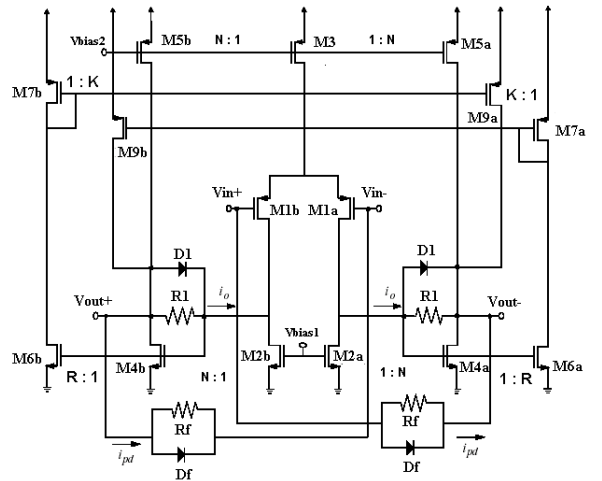 Vbias2 M5b N : 1 M3 1 : N M5a
M7b 1 : K K : 1
M9a M7a
M9b
Vin+ Vin-
M1b M1a
D1 D1
Vout+ R1 io io R1 Vout-
Vbias1
M6b R : 1 M4b M2b M2a M4a M6a
N : 1 1 : N 1 : R
Rf Rf
ipd Df Df ipd